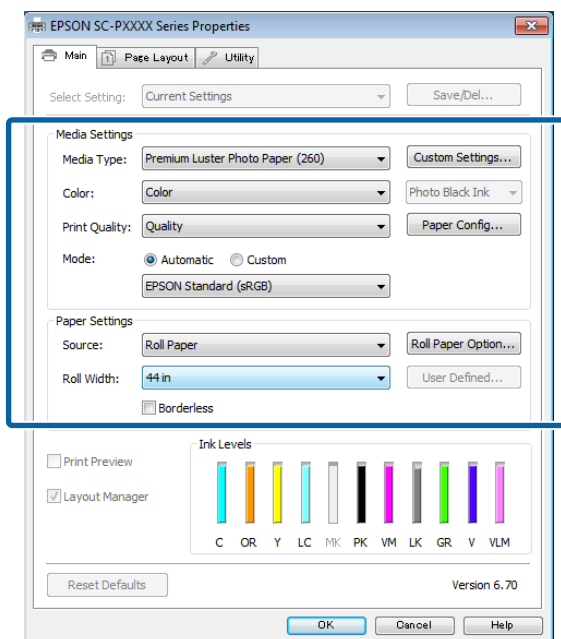 EPSON SC-PXXXX Series Properties
Main Page Layout Utility
Select Setting: Current Settings Save/Del...
Media Settings
Media Type: Premium Luster Photo Paper (260) Custom Settings...
Color: Color Photo Black Ink
Print Quality: Quality Paper Config...
Mode: Automatic Custom
EPSON Standard (sRGB)
Paper Settings
Source: Roll Paper Roll Paper Option...
Roll Width: 44 in User Defined...
Borderless
Ink Levels
Print Preview
Layout Manager
C OR Y LC MK PK VM LK GR V VLM
Reset Defaults Version 6.70
OK Cancel Help